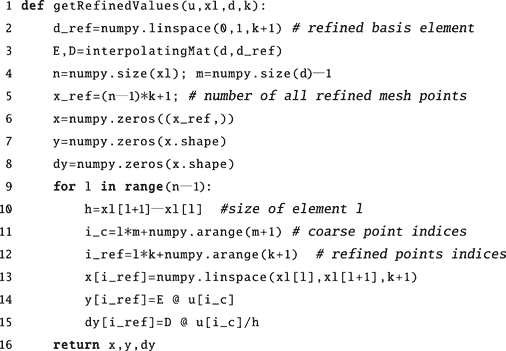 1 def getRefinedValues(u,xl,d,k):
2     d_ref=numpy.linspace(0,1,k+1) # refined basis element
3     E,D=interpolatingMat(d,d_ref)
4     n=numpy.size(xl); m=numpy.size(d)—1
5     x_ref=(n—1)*k+1; # number of all refined mesh points
6     x=numpy.zeros((x_ref,))
7     y=numpy.zeros(x.shape)
8     dy=numpy.zeros(x.shape)
9     for l in range(n—1):
10         h=xl[l+1]—xl[l]  #size of element l
11         i_c=l*m+numpy.arange(m+1) # coarse point indices
12         i_ref=l*k+numpy.arange(k+1)  # refined points indices
13         x[i_ref]=numpy.linspace(xl[l],xl[l+1],k+1)
14         y[i_ref]=E @ u[i_c]
15         dy[i_ref]=D @ u[i_c]/h
16     return x,y,dy